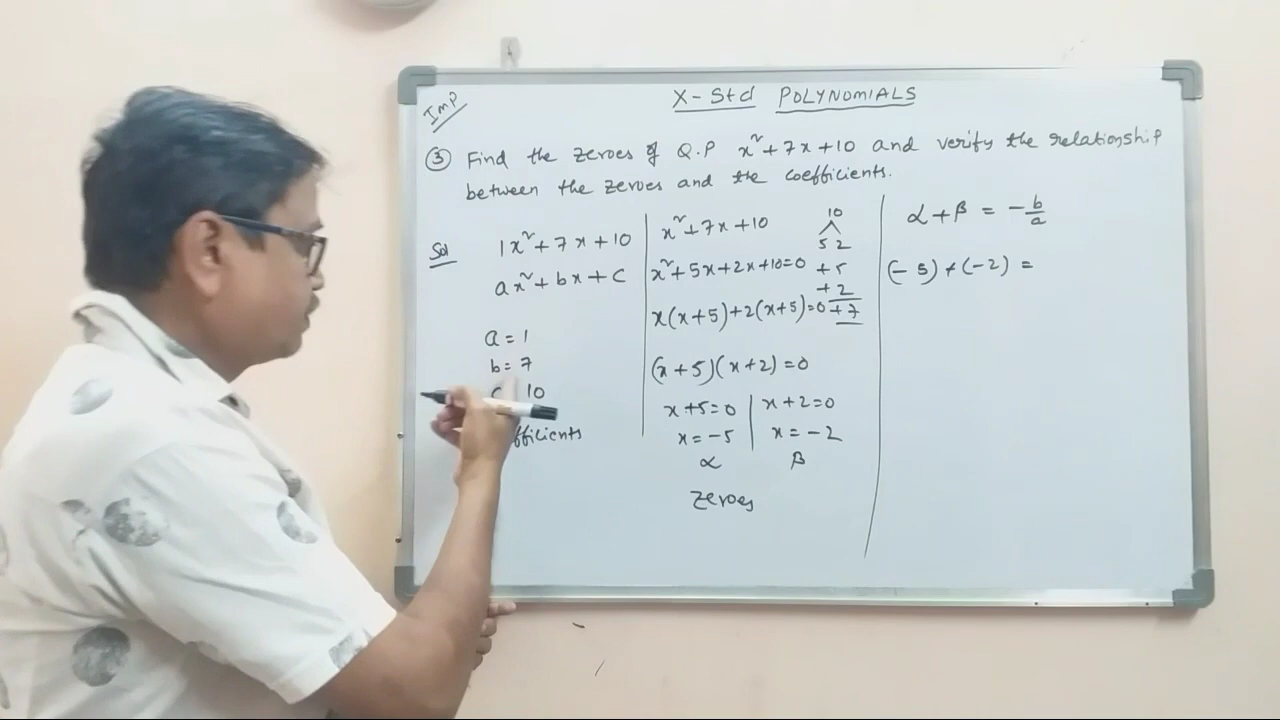 Imp
X - Std POLYNOMIALS
③ Find the zeroes of Q.P x²+7x+10 and verify the relationship
between the zeroes and the coefficients.
Sol
1x²+7x+10
ax²+bx+c
a=1
b=7
c 10
fficients
x²+7x+10
x²+5x+2x+10=0
x(x+5)+2(x+5)=0
(x+5)(x+2)=0
x+5=0 | x+2=0
x=-5 | x=-2
α β
zeroes
10
5 2
+5
+2
+7
α+β = -b/a
(-5)+(-2) =